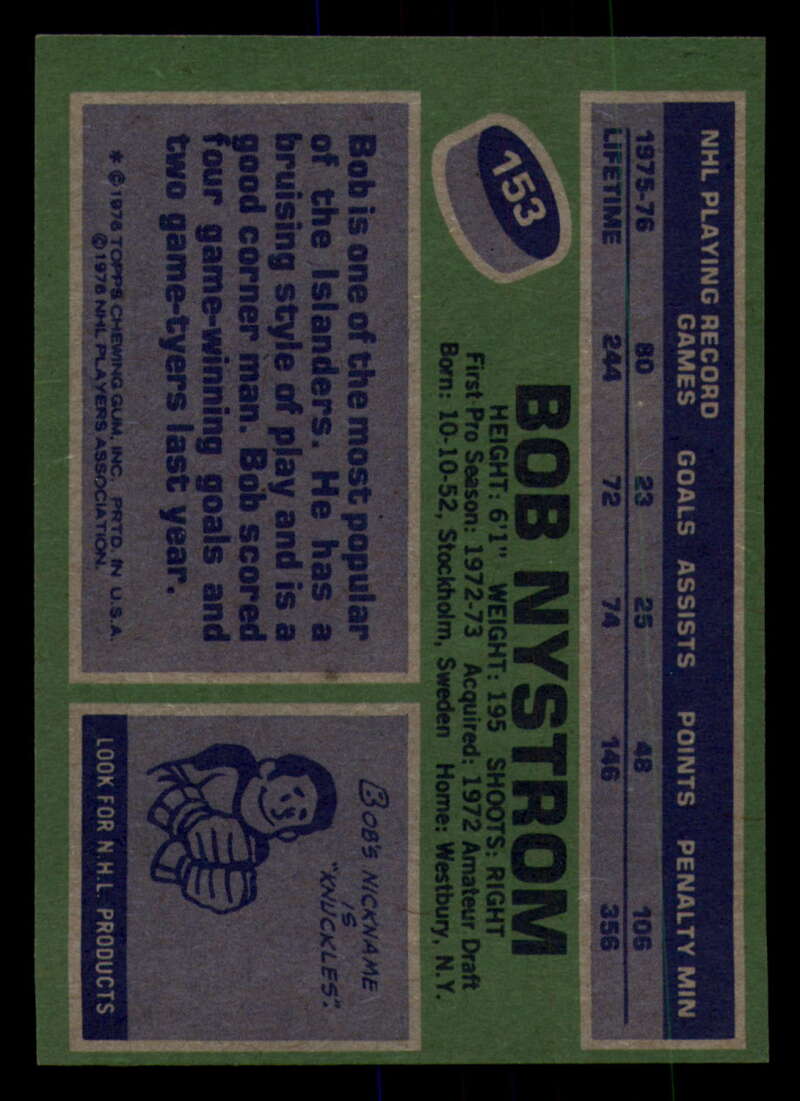 NHL PLAYING RECORD
GAMES GOALS ASSISTS POINTS PENALTY MIN
1975-76 80 23 25 48 106
LIFETIME 244 72 74 146 356
153
BOB NYSTROM
HEIGHT: 6'1" WEIGHT: 195 SHOOTS: RIGHT
First Pro Season: 1972-73 Acquired: 1972 Amateur Draft
Born: 10-10-52, Stockholm, Sweden Home: Westbury, N.Y.
Bob is one of the most popular
of the Islanders. He has a
bruising style of play and is a
good corner man. Bob scored
four game-winning goals and
two game-tyers last year.
* © 1976 TOPPS CHEWING GUM, INC. PRTD. IN U.S.A.
© 1976 NHL PLAYERS ASSOCIATION.
BOB'S NICKNAME
IS
"KNUCKLES".
LOOK FOR N.H.L. PRODUCTS